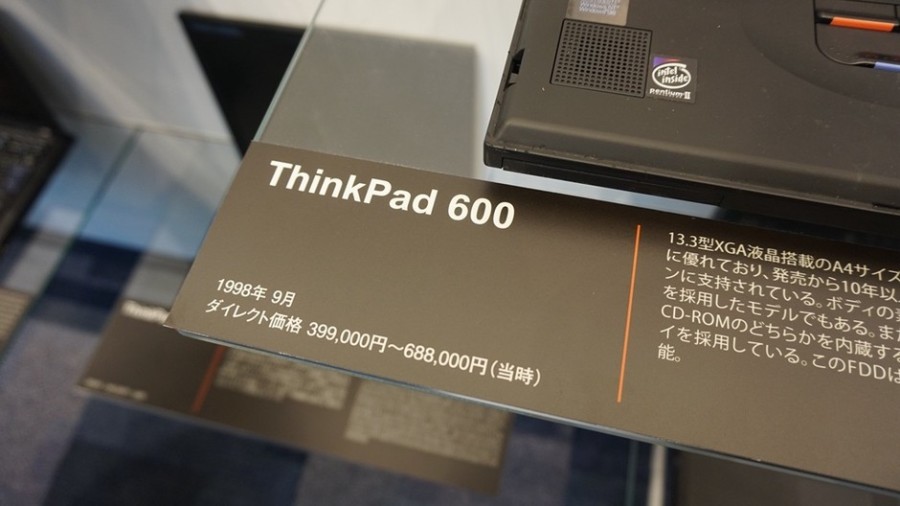 intel
inside
pentium II
ThinkPad 600
1998年 9月
ダイレクト価格 399,000円～688,000円(当時)
13.3型XGA液晶搭載のA4サイズ
に優れており、発売から10年以
ンに支持されている。ボディの
を採用したモデルでもある。また
CD-ROMのどちらかを内蔵する
イを採用している。このFDDは
能。